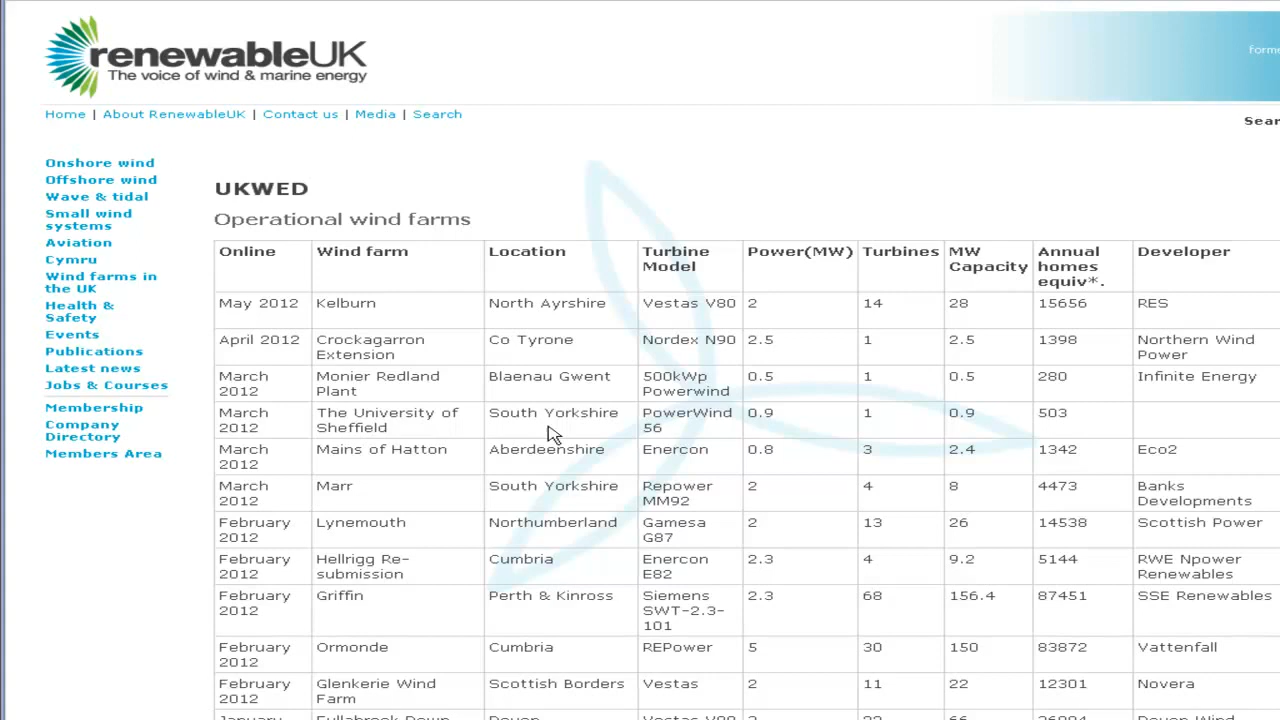 renewableUK
The voice of wind & marine energy
forme
Home | About RenewableUK | Contact us | Media | Search
Sear
Onshore wind
Offshore wind
Wave & tidal
Small wind
systems
Aviation
Cymru
Wind farms in
the UK
Health &
Safety
Events
Publications
Latest news
Jobs & Courses
Membership
Company
Directory
Members Area
UKWED
Operational wind farms
Online Wind farm Location Turbine Model Power(MW) Turbines MW Capacity Annual homes equiv*. Developer
May 2012 Kelburn North Ayrshire Vestas V80 2 14 28 15656 RES
April 2012 Crockagarron Extension Co Tyrone Nordex N90 2.5 1 2.5 1398 Northern Wind Power
March 2012 Monier Redland Plant Blaenau Gwent 500kWp Powerwind 0.5 1 0.5 280 Infinite Energy
March 2012 The University of Sheffield South Yorkshire PowerWind 56 0.9 1 0.9 503
March 2012 Mains of Hatton Aberdeenshire Enercon 0.8 3 2.4 1342 Eco2
March 2012 Marr South Yorkshire Repower MM92 2 4 8 4473 Banks Developments
February 2012 Lynemouth Northumberland Gamesa G87 2 13 26 14538 Scottish Power
February 2012 Hellrigg Re-submission Cumbria Enercon E82 2.3 4 9.2 5144 RWE Npower Renewables
February 2012 Griffin Perth & Kinross Siemens SWT-2.3-101 2.3 68 156.4 87451 SSE Renewables
February 2012 Ormonde Cumbria REPower 5 30 150 83872 Vattenfall
February 2012 Glenkerie Wind Farm Scottish Borders Vestas 2 11 22 12301 Novera